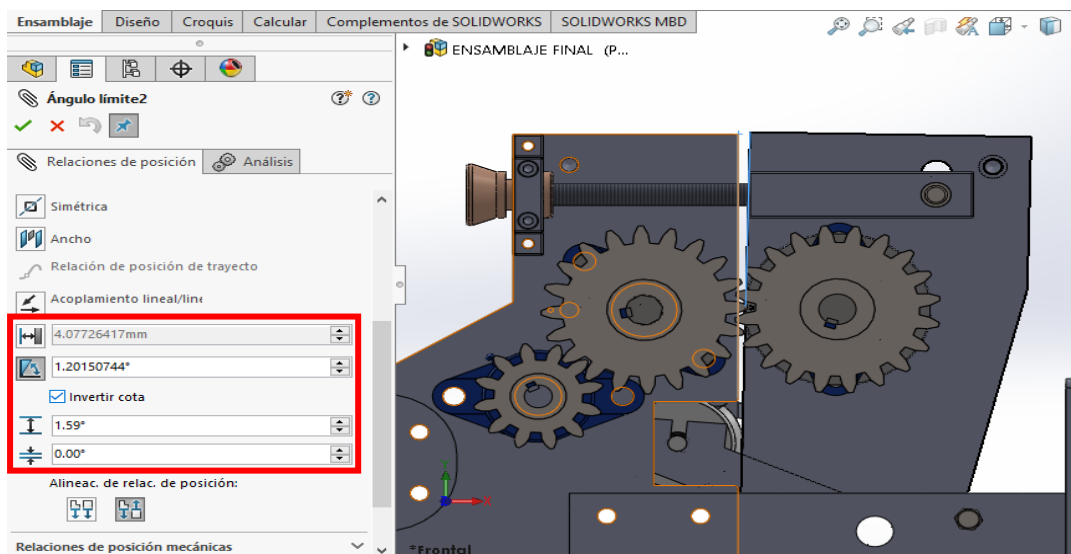 Ensamblaje Diseño Croquis Calcular Complementos de SOLIDWORKS SOLIDWORKS MBD
ENSAMBLAJE FINAL (P...
Ángulo límite2
Relaciones de posición Análisis
Simétrica
Ancho
Relación de posición de trayecto
Acoplamiento lineal/line
4.07726417mm
1.20150744°
Invertir cota
1.59°
0.00°
Alineac. de relac. de posición:
Relaciones de posición mecánicas
*Frontal
X